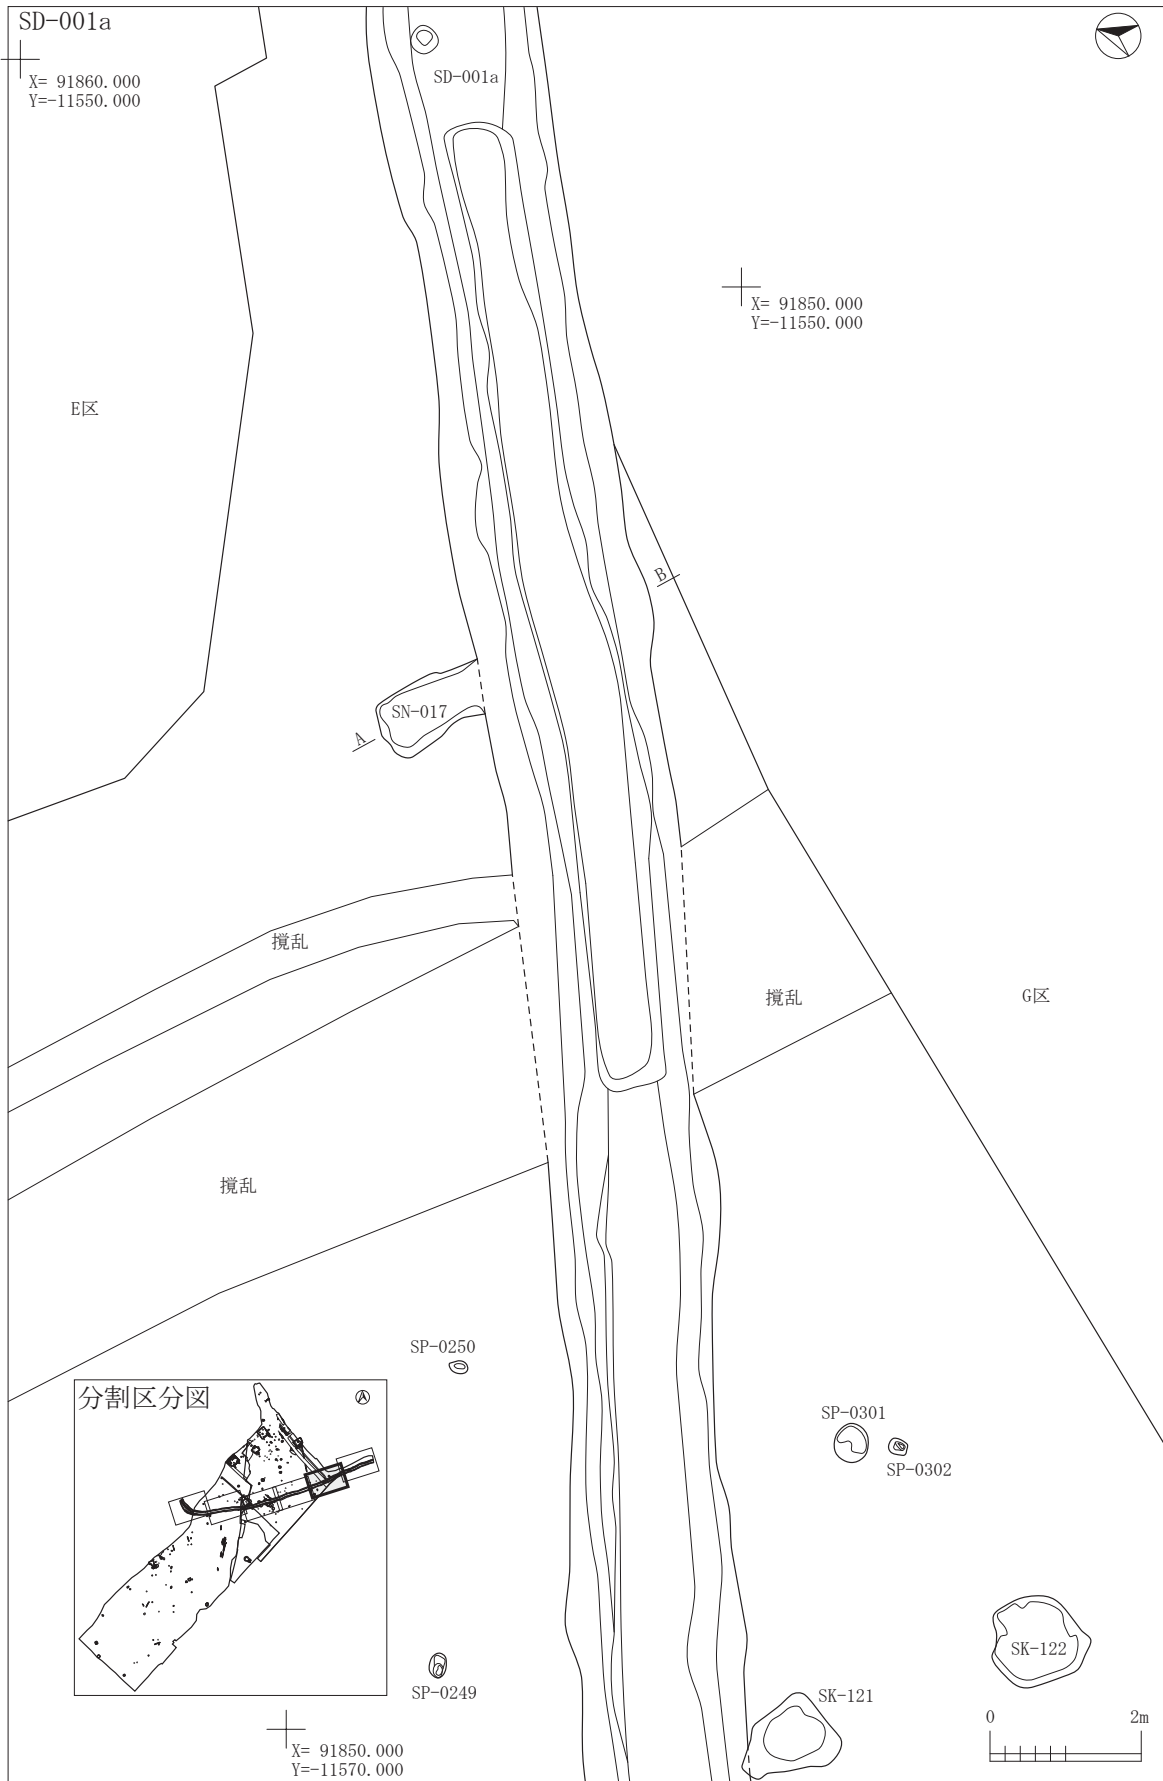 SD-001a
X= 91860.000
Y=-11550.000
SD-001a
X= 91850.000
Y=-11550.000
E区
B
SN-017
A
撹乱
撹乱
G区
撹乱
SP-0250
分割区分図
SP-0301
SP-0302
SK-122
SP-0249
SK-121
0
2m
X= 91850.000
Y=-11570.000